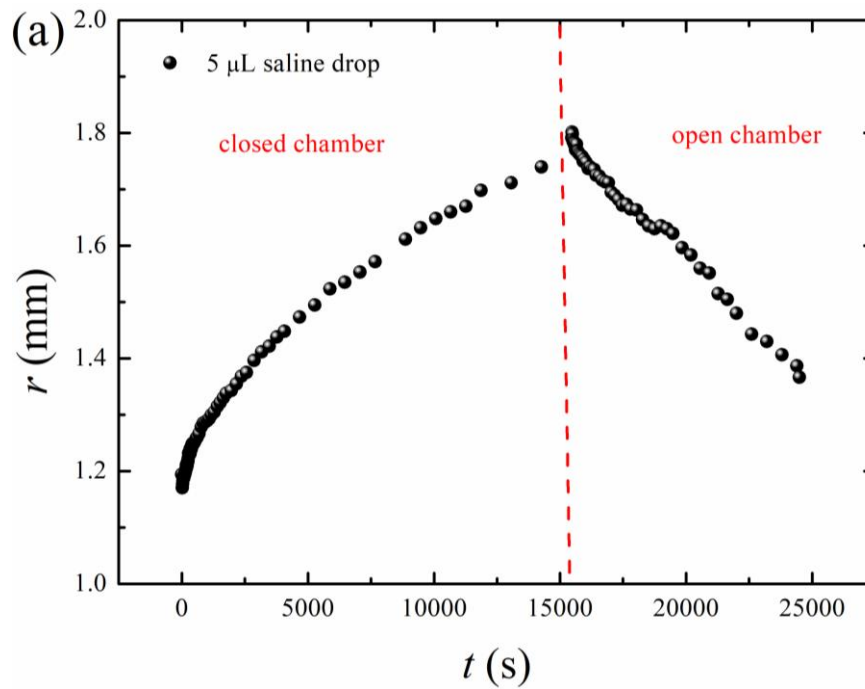 (a)
2.0
5 μL saline drop
closed chamber
open chamber
1.8
1.6
1.4
1.2
1.0
r (mm)
0 5000 10000 15000 20000 25000
t (s)